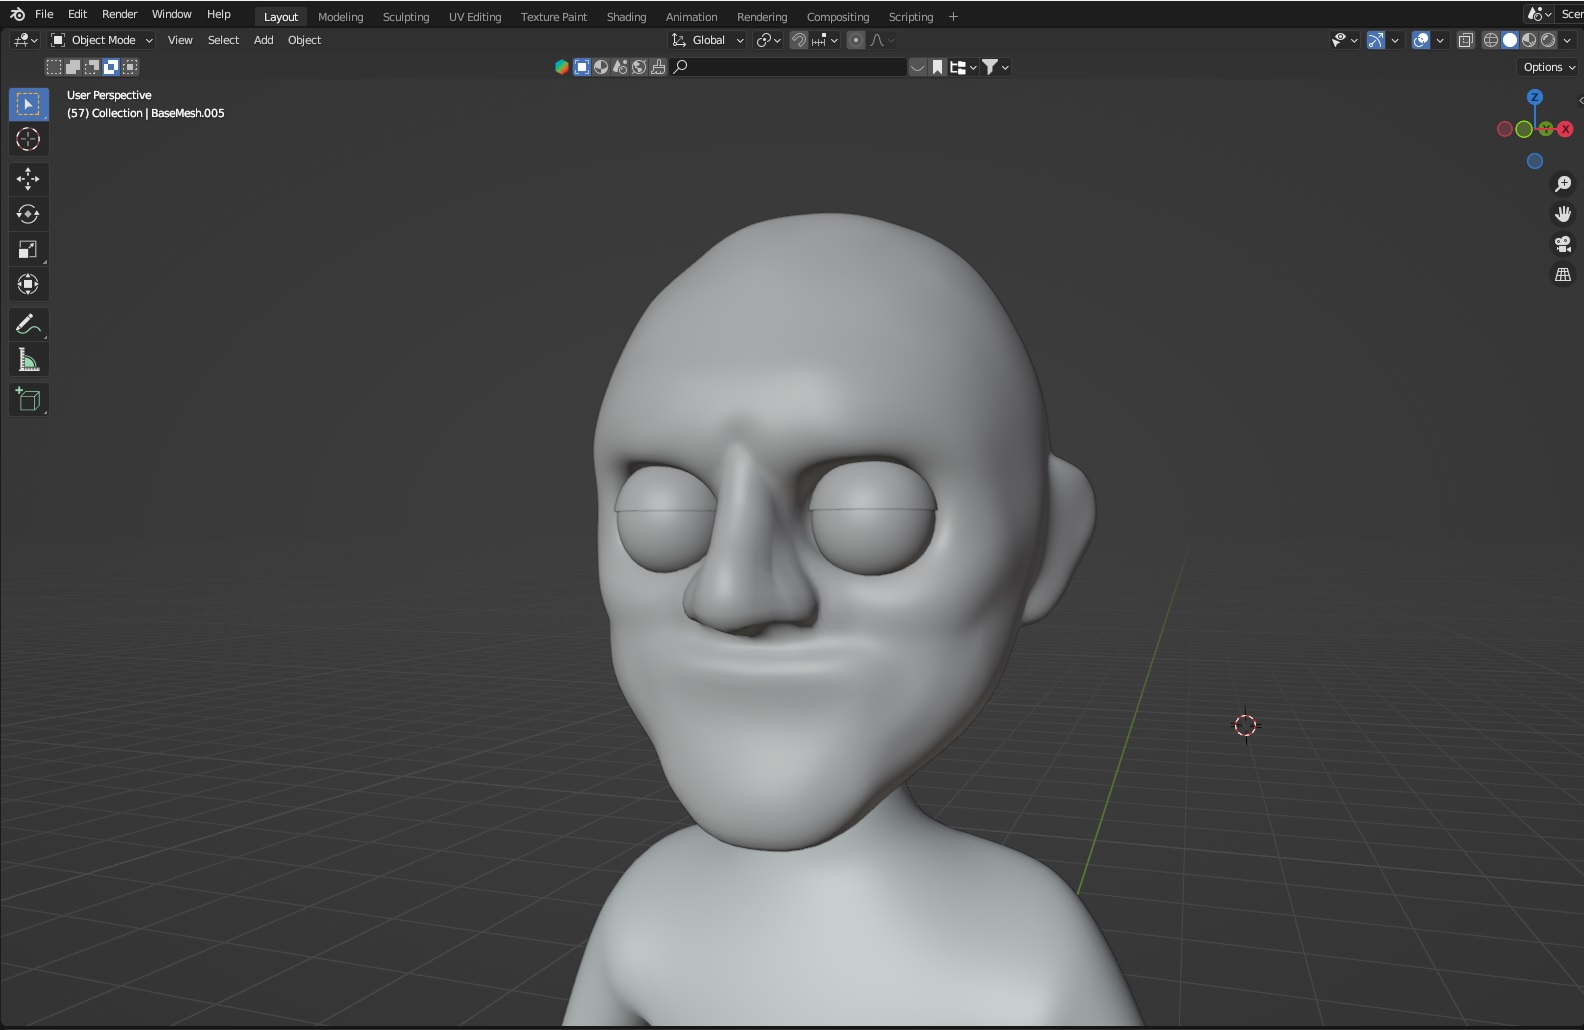 File Edit Render Window Help Layout Modeling Sculpting UV Editing Texture Paint Shading Animation Rendering Compositing Scripting + Scen
Object Mode View Select Add Object Global
Options
User Perspective
(57) Collection | BaseMesh.005
Z
Y X